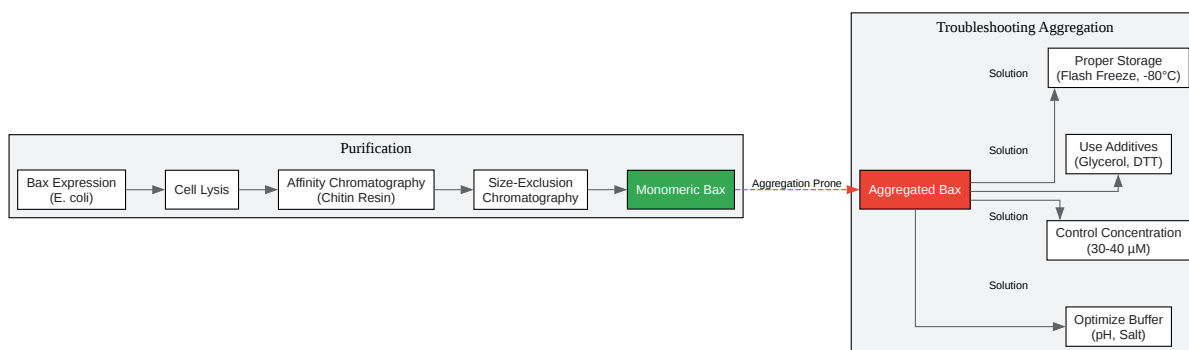 Purification
Bax Expression
(E. coli)
Cell Lysis
Affinity Chromatography
(Chitin Resin)
Size-Exclusion
Chromatography
Monomeric Bax
Aggregation Prone
Troubleshooting Aggregation
Aggregated Bax
Solution
Proper Storage
(Flash Freeze, -80°C)
Solution
Use Additives
(Glycerol, DTT)
Solution
Control Concentration
(30-40 µM)
Solution
Optimize Buffer
(pH, Salt)